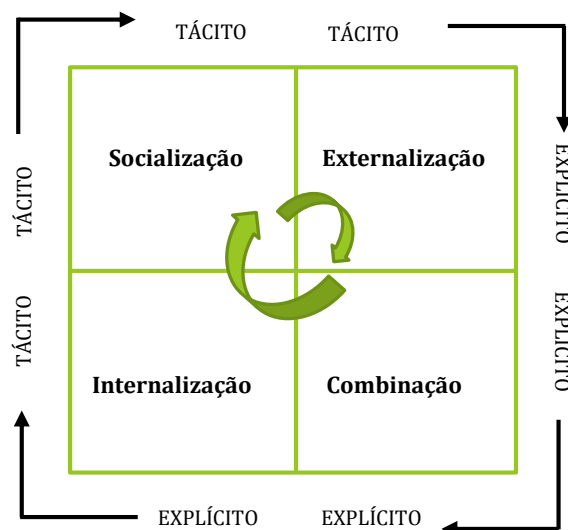 TÁCITO
TÁCITO
Socialização
Externalização
TÁCITO
EXPLÍCITO
TÁCITO
EXPLÍCITO
Internalização
Combinação
EXPLÍCITO
EXPLÍCITO